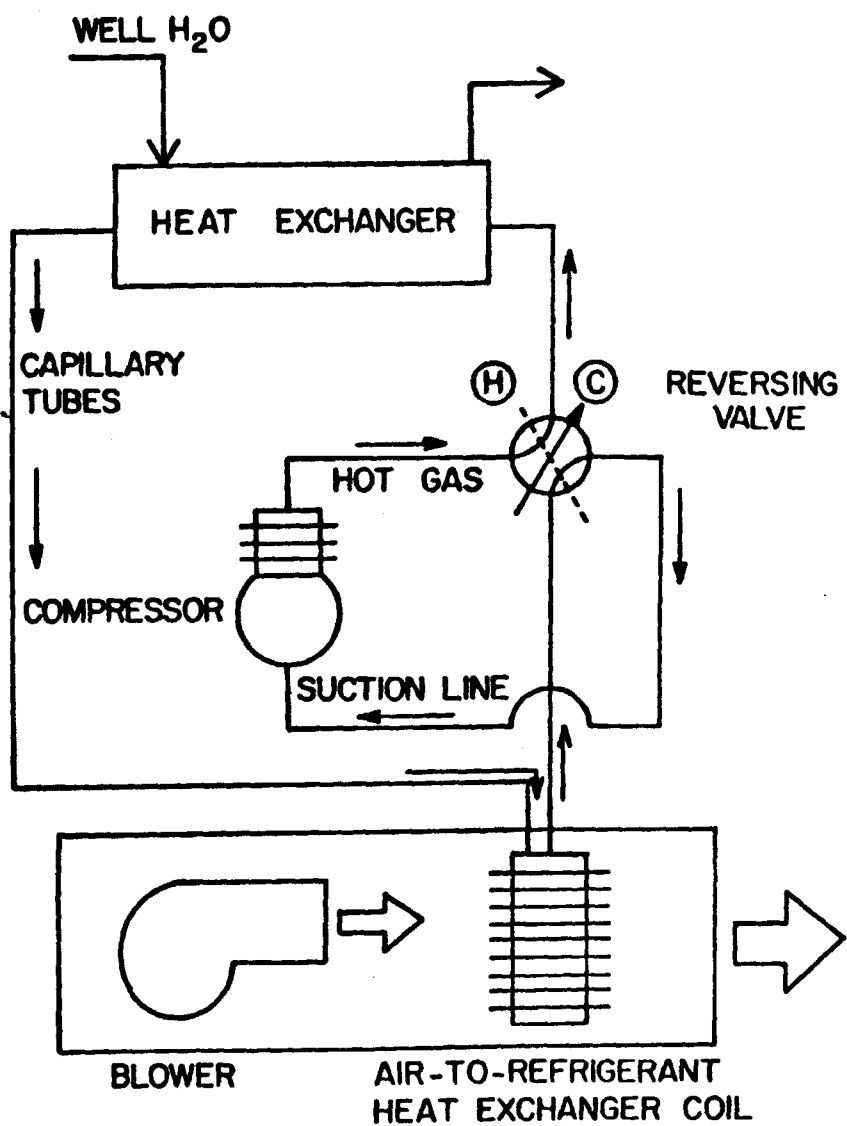 WELL H₂O
HEAT EXCHANGER
CAPILLARY
TUBES
H
C
REVERSING
VALVE
HOT GAS
COMPRESSOR
SUCTION LINE
BLOWER
AIR-TO-REFRIGERANT
HEAT EXCHANGER COIL